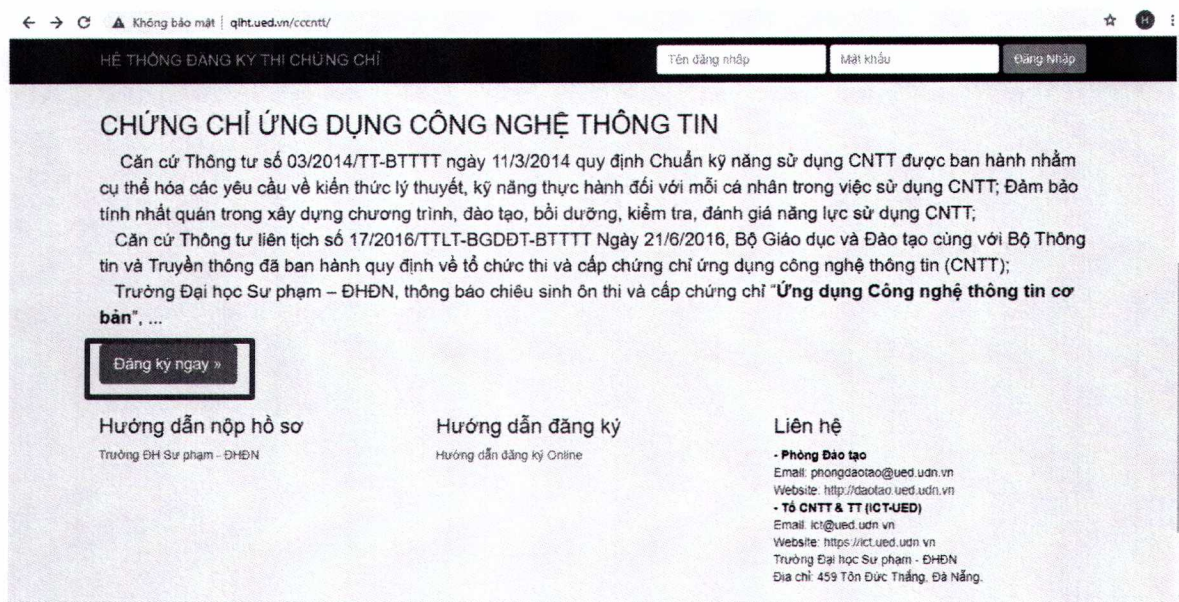 Không bảo mật | qlht.ued.vn/cccntt/
H
HỆ THỐNG ĐĂNG KÝ THI CHỨNG CHỈ
Tên đăng nhập
Mật khẩu
Đăng Nhập
CHỨNG CHỈ ỨNG DỤNG CÔNG NGHỆ THÔNG TIN
Căn cứ Thông tư số 03/2014/TT-BTTTT ngày 11/3/2014 quy định Chuẩn kỹ năng sử dụng CNTT được ban hành nhằm
cụ thể hóa các yêu cầu về kiến thức lý thuyết, kỹ năng thực hành đối với mỗi cá nhân trong việc sử dụng CNTT; Đảm bảo
tính nhất quán trong xây dựng chương trình, đào tạo, bồi dưỡng, kiểm tra, đánh giá năng lực sử dụng CNTT;
Căn cứ Thông tư liên tịch số 17/2016/TTLT-BGDĐT-BTTTT Ngày 21/6/2016, Bộ Giáo dục và Đào tạo cùng với Bộ Thông
tin và Truyền thông đã ban hành quy định về tổ chức thi và cấp chứng chỉ ứng dụng công nghệ thông tin (CNTT);
Trường Đại học Sư phạm – ĐHĐN, thông báo chiêu sinh ôn thi và cấp chứng chỉ "Ứng dụng Công nghệ thông tin cơ
bản", ...
Đăng ký ngay »
Hướng dẫn nộp hồ sơ
Trường ĐH Sư phạm - ĐHĐN
Hướng dẫn đăng ký
Hướng dẫn đăng ký Online
Liên hệ
- Phòng Đào tạo
Email: phongdaotao@ued.udn.vn
Website: http://daotao.ued.udn.vn
- Tổ CNTT & TT (ICT-UED)
Email: ict@ued.udn.vn
Website: https://ict.ued.udn.vn
Trường Đại học Sư phạm - ĐHĐN
Địa chỉ: 459 Tôn Đức Thắng, Đà Nẵng.